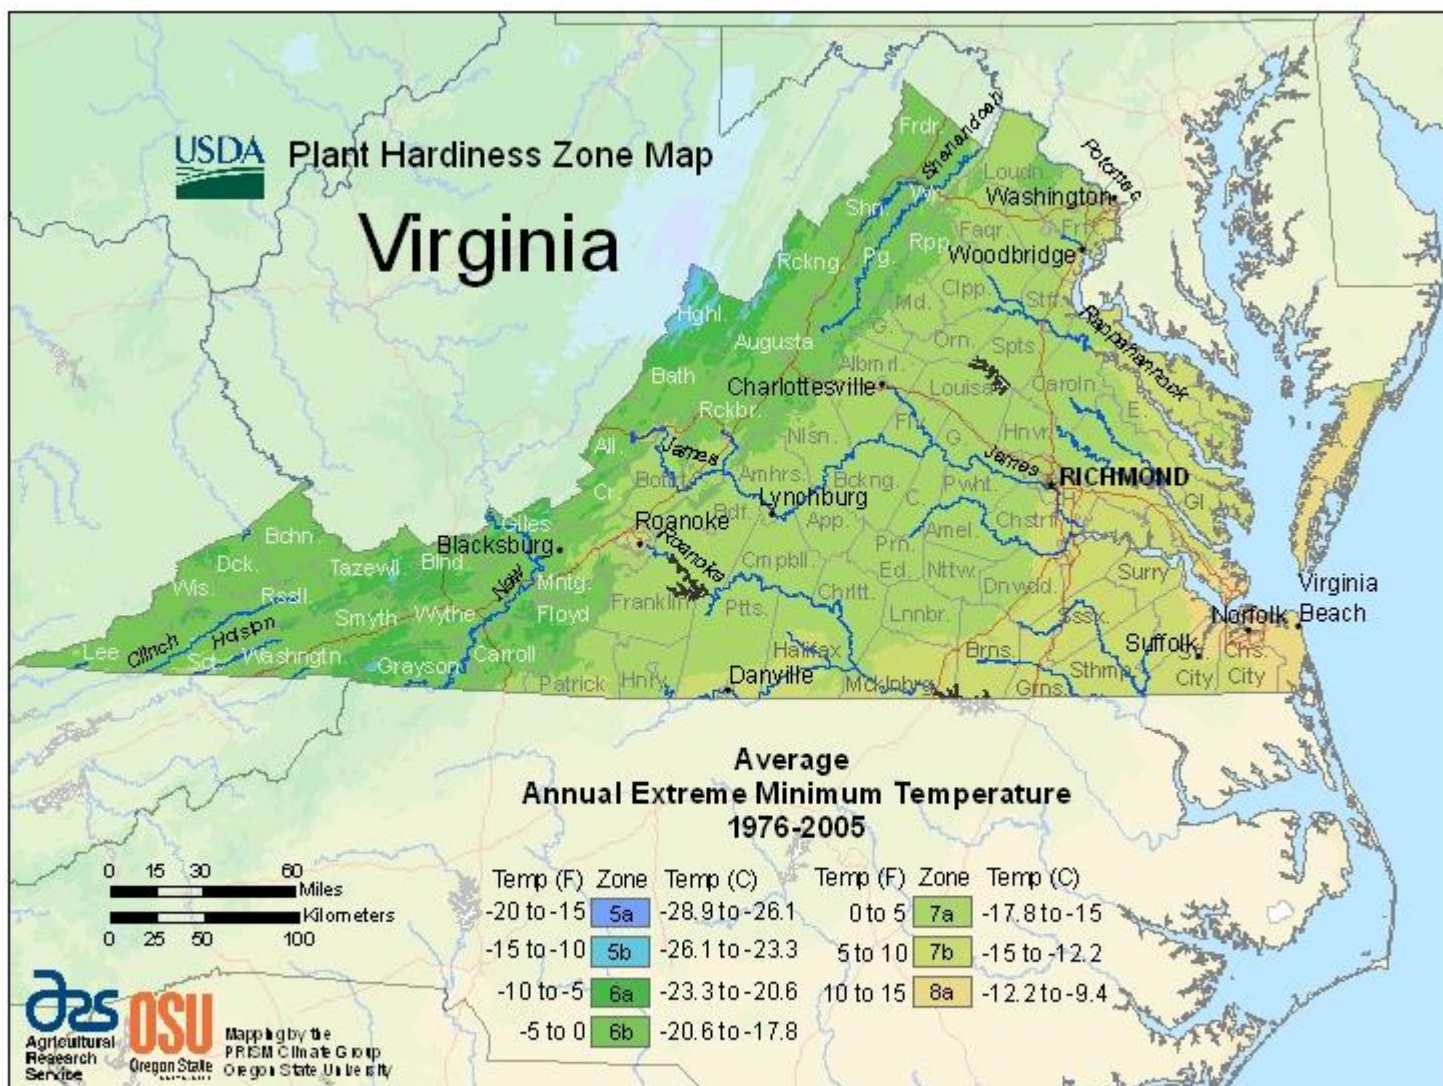 USDA Plant Hardiness Zone Map
Virginia
Frdr.
Shenandoah
Loudn.
Potomac
Washington
Shn.
Faqr.
Rpp.
Pg.
Rckng.
Woodbridge
Clpp.
Md.
Stff.
Hghl.
G.
Rappahannock
Augusta
Orn.
Spts.
Albmrl.
Bath
Charlottesville
Louisa
Caroln.
E.
Rckbr.
Nlsn.
G.
Hnvr.
All.
James
James
Amhrs.
Bckng.
Pwht.
RICHMOND
Cr.
Lynchburg
C.
Gl.
Giles
Bdf.
App.
Amel.
Chstrf.
Roanoke
Bchn.
Blacksburg
Roanoke
Prn.
Dck.
Tazewll.
Blnd.
Cmpbll.
Ed.
Nttw.
Surry
Wis.
New
Mntg.
Dnwdd.
Virginia
Beach
Rssl.
Franklin
Chrltt.
Smyth
Wythe
Floyd
Ptts.
Lnnbr.
Sssx.
Norfolk
Lee
Clinch
Holstn
Washngtn.
Carroll
Halifax
Brns.
Suffolk
Chs.
Grayson
Sthmp.
City
City
Patrick
Hnry.
Danville
Mcklnbrg.
Grns.
Average
Annual Extreme Minimum Temperature
1976-2005
Temp (F) Zone Temp (C)
-20 to -15 5a -28.9 to -26.1
-15 to -10 5b -26.1 to -23.3
-10 to -5 6a -23.3 to -20.6
-5 to 0 6b -20.6 to -17.8
Temp (F) Zone Temp (C)
0 to 5 7a -17.8 to -15
5 to 10 7b -15 to -12.2
10 to 15 8a -12.2 to -9.4
0 15 30 60
Miles
Kilometers
0 25 50 100
ars
Agricultural
Research
Service
OSU
Oregon State
Mapping by the
PRISM Climate Group
Oregon State University